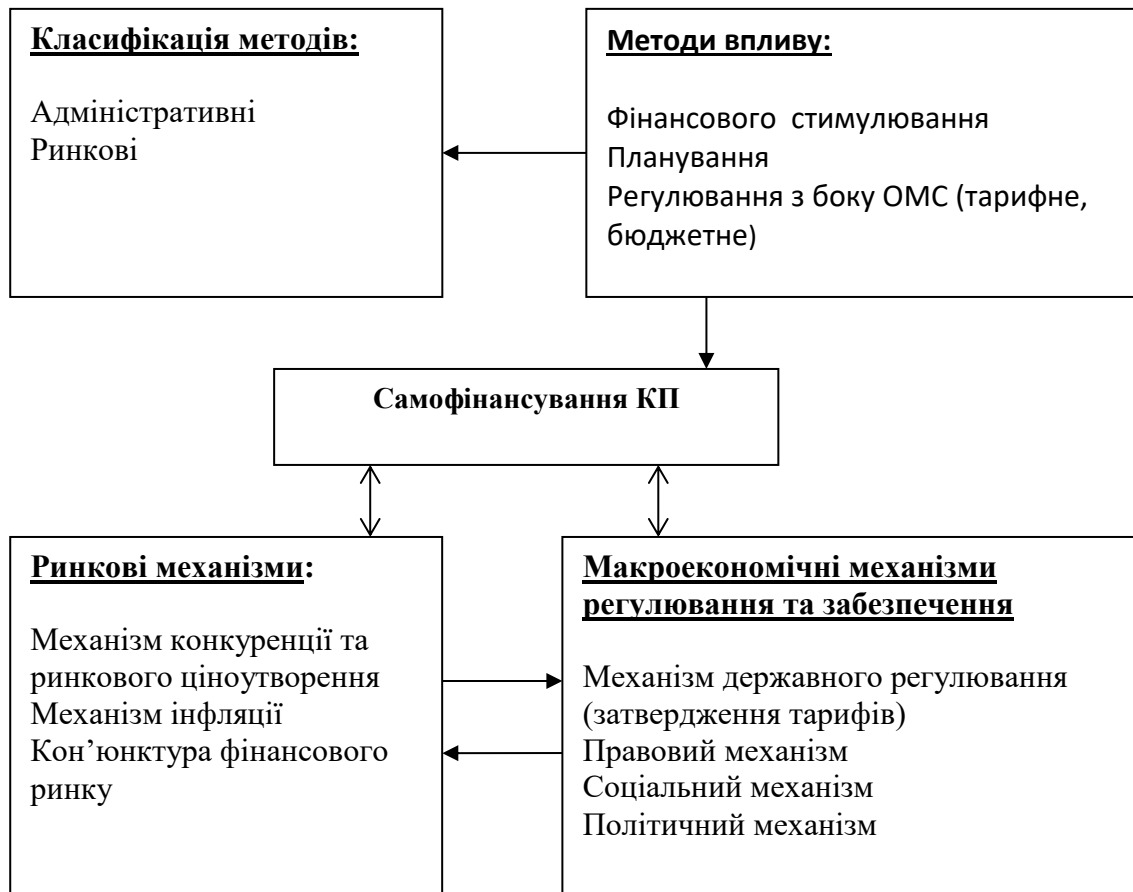 Класифікація методів:
Адміністративні
Ринкові
Методи впливу:
Фінансового стимулювання
Планування
Регулювання з боку ОМС (тарифне,
бюджетне)
Самофінансування КП
Ринкові механізми:
Механізм конкуренції та
ринкового ціноутворення
Механізм інфляції
Кон’юнктура фінансового
ринку
Макроекономічні механізми
регулювання та забезпечення
Механізм державного регулювання
(затвердження тарифів)
Правовий механізм
Соціальний механізм
Політичний механізм